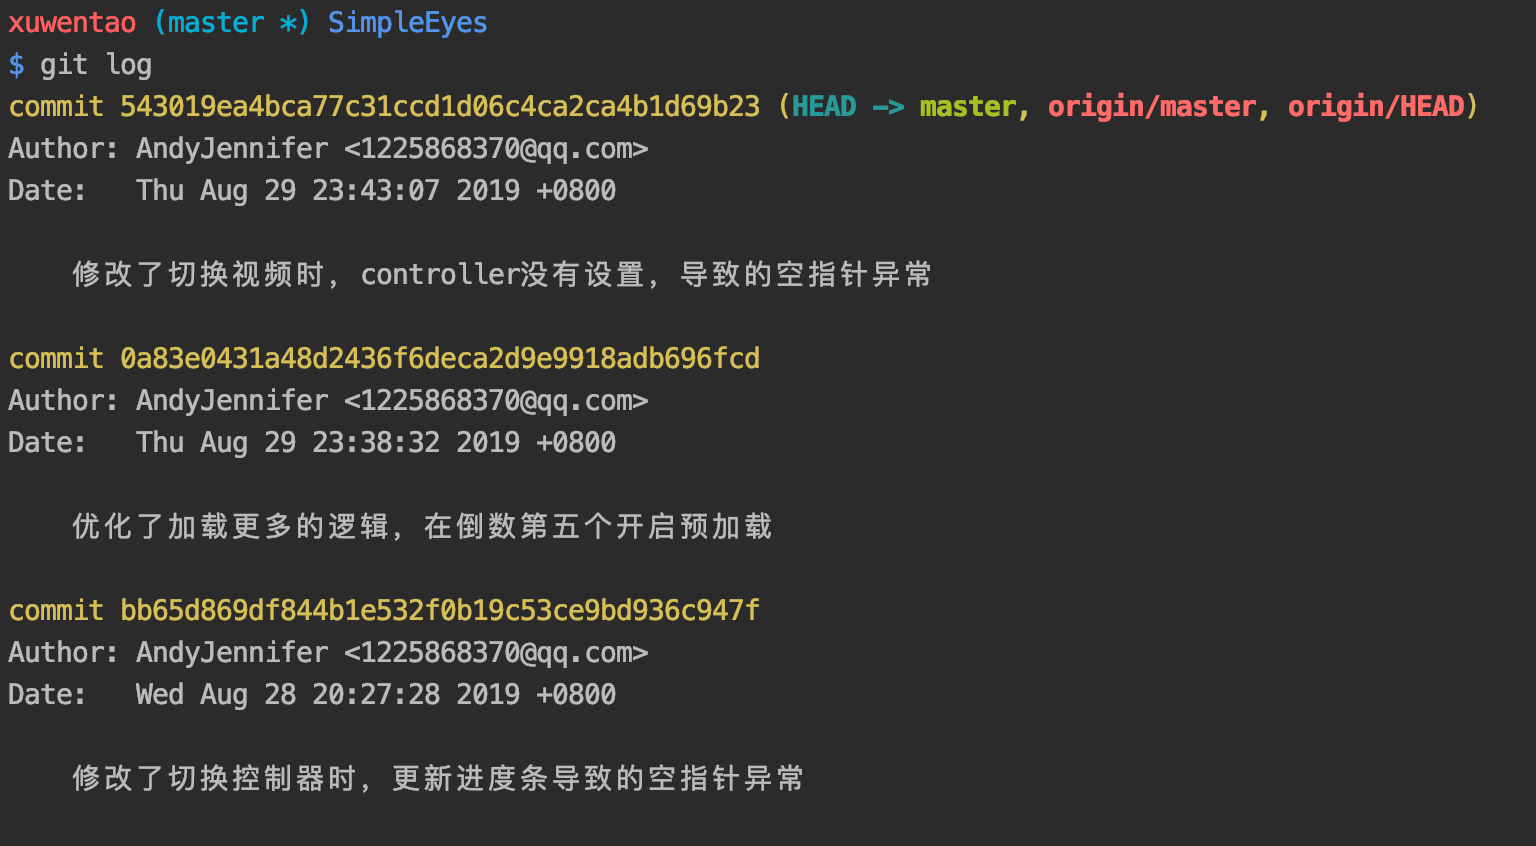 xuwentao (master *) SimpleEyes
$ git log
commit 543019ea4bca77c31ccd1d06c4ca2ca4b1d69b23 (HEAD -> master, origin/master, origin/HEAD)
Author: AndyJennifer <1225868370@qq.com>
Date:   Thu Aug 29 23:43:07 2019 +0800
修改了切换视频时，controller没有设置，导致的空指针异常
commit 0a83e0431a48d2436f6deca2d9e9918adb696fcd
Author: AndyJennifer <1225868370@qq.com>
Date:   Thu Aug 29 23:38:32 2019 +0800
优化了加载更多的逻辑，在倒数第五个开启预加载
commit bb65d869df844b1e532f0b19c53ce9bd936c947f
Author: AndyJennifer <1225868370@qq.com>
Date:   Wed Aug 28 20:27:28 2019 +0800
修改了切换控制器时，更新进度条导致的空指针异常